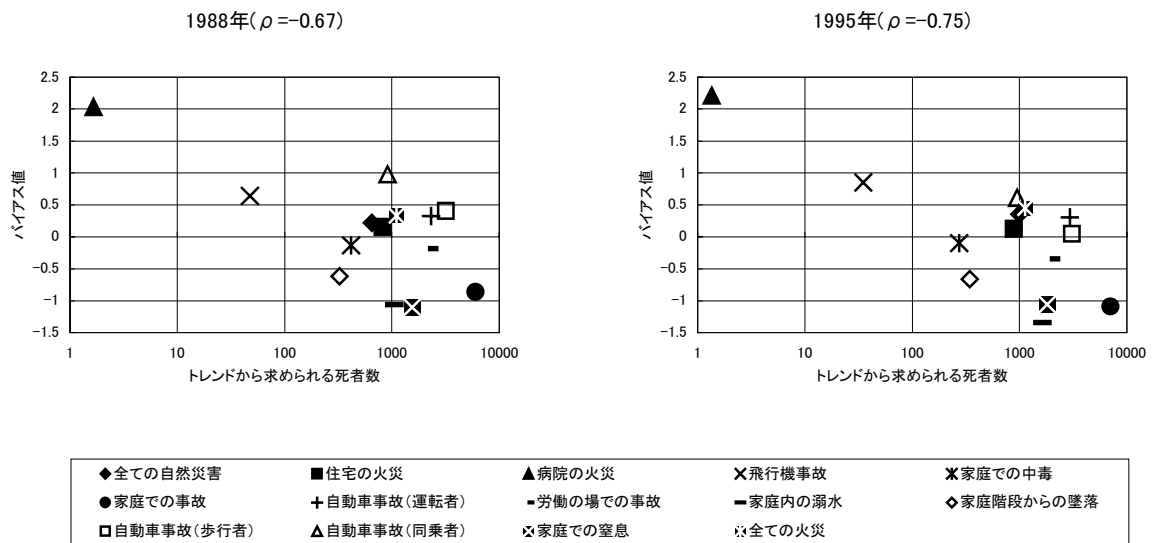 1988年(ρ=-0.67)
バイアス値
2.5
2
1.5
1
0.5
0
-0.5
-1
-1.5
1 10 100 1000 10000
トレンドから求められる死者数
1995年(ρ=-0.75)
バイアス値
2.5
2
1.5
1
0.5
0
-0.5
-1
-1.5
1 10 100 1000 10000
トレンドから求められる死者数
全ての自然災害 住宅の火災 病院の火災 飛行機事故 家庭での中毒
家庭での事故 自動車事故(運転者) 労働の場での事故 家庭内の溺水 家庭階段からの墜落
自動車事故(歩行者) 自動車事故(同乗者) 家庭での窒息 全ての火災